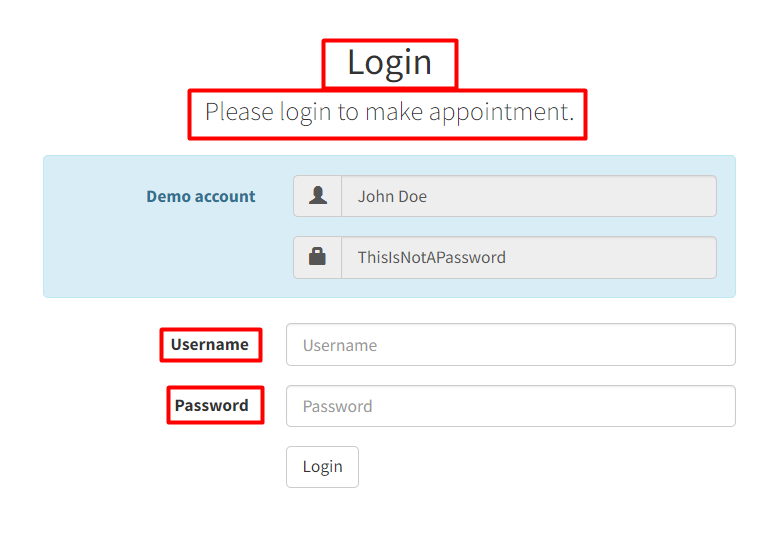 Login
Please login to make appointment.
Demo account
John Doe
ThisIsNotAPassword
Username
Username
Password
Password
Login